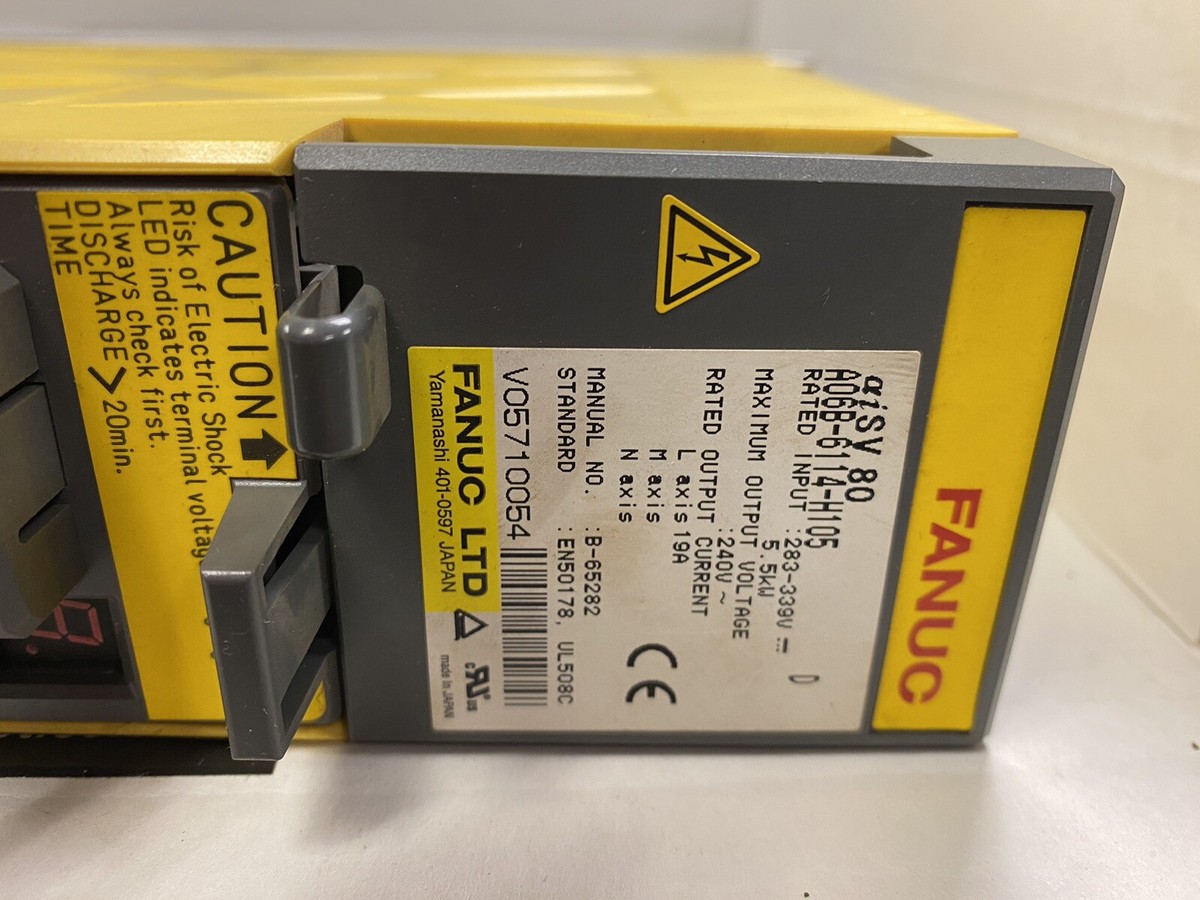 FANUC
αiSV 80
A06B-6114-H105
RATED INPUT :283-339V D
5.5kW
MAXIMUM OUTPUT VOLTAGE
:240V ~
RATED OUTPUT CURRENT
L axis 19A
M axis
N axis
MANUAL NO. :B-65282
STANDARD :EN50178, UL508C
V05710054
FANUC LTD
Yamanashi 401-0597 JAPAN
CE
c UR us
made in JAPAN
CAUTION
Risk of Electric Shock
LED indicates terminal voltag
Always check first.
DISCHARGE > 20min.
TIME